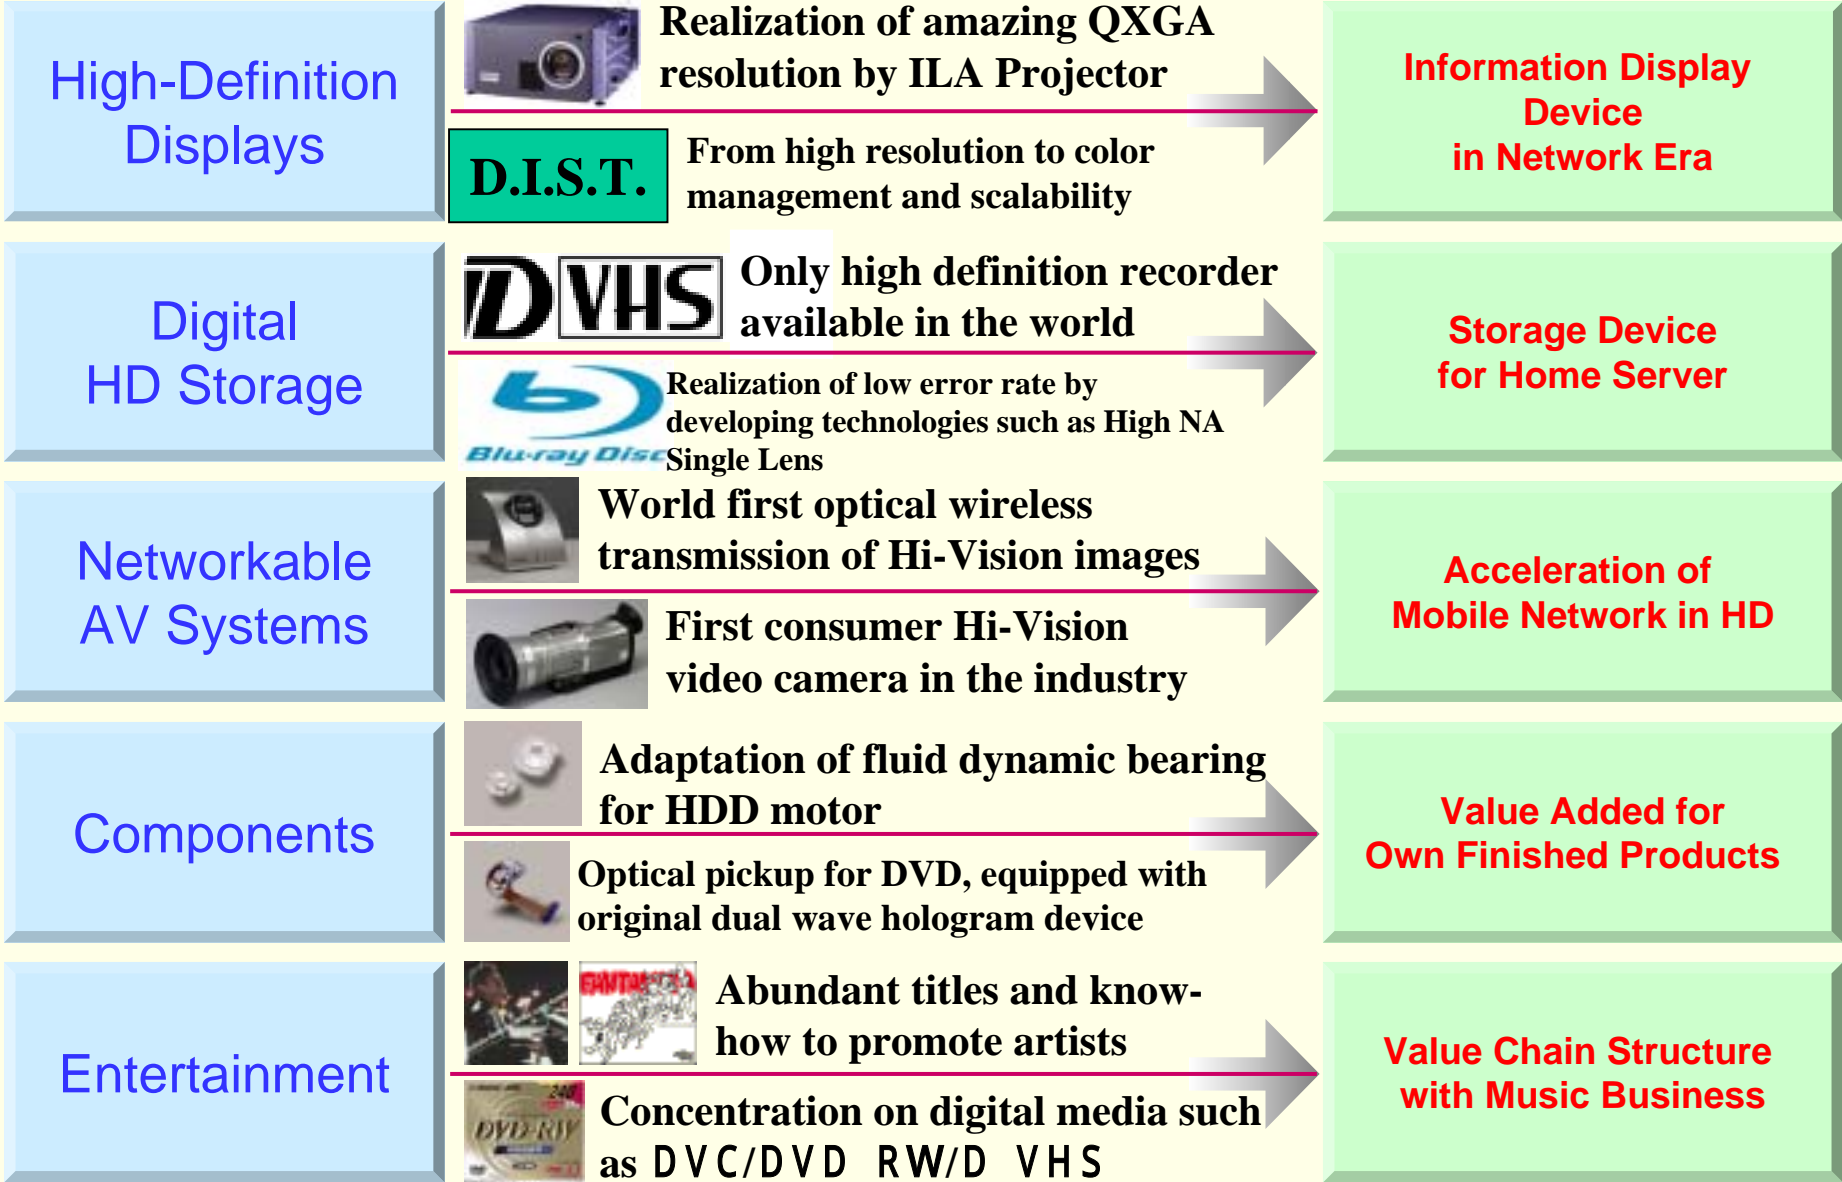 High-Definition
Displays
Realization of amazing QXGA
resolution by ILA Projector
D.I.S.T.
From high resolution to color
management and scalability
Information Display
Device
in Network Era
Digital
HD Storage
D VHS
Only high definition recorder
available in the world
Blu-ray Disc
Realization of low error rate by
developing technologies such as High NA
Single Lens
Storage Device
for Home Server
Networkable
AV Systems
World first optical wireless
transmission of Hi-Vision images
First consumer Hi-Vision
video camera in the industry
Acceleration of
Mobile Network in HD
Components
Adaptation of fluid dynamic bearing
for HDD motor
Optical pickup for DVD, equipped with
original dual wave hologram device
Value Added for
Own Finished Products
Entertainment
Abundant titles and know-
how to promote artists
240
DVD-RW
Concentration on digital media such
as DVC/DVD RW/D VHS
Value Chain Structure
with Music Business